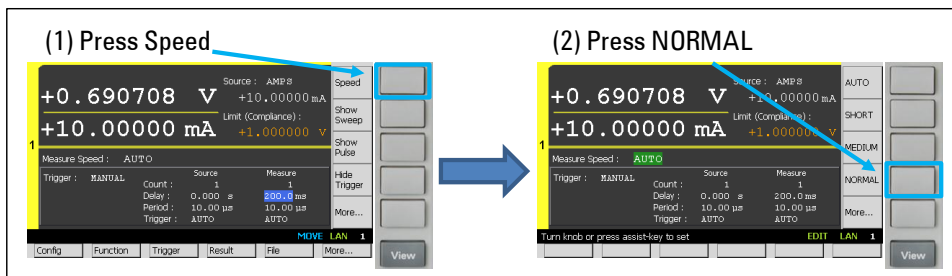 (1) Press Speed
+0.690708 V
Source : AMPS
+10.00000 mA
+10.00000 mA
Limit (Compliance) :
+1.000000 V
1
Measure Speed : AUTO
Trigger : MANUAL
Source Measure
Count : 1 1
Delay : 0.000 s 200.0 ms
Period : 10.00 µs 10.00 µs
Trigger : AUTO AUTO
MOVE LAN 1
Speed
Show Sweep
Show Pulse
Hide Trigger
More...
Config Function Trigger Result File More...
View
(2) Press NORMAL
+0.690708 V
Source : AMPS
+10.00000 mA
+10.00000 mA
Limit (Compliance) :
+1.000000 V
1
Measure Speed : AUTO
Trigger : MANUAL
Source Measure
Count : 1 1
Delay : 0.000 s 200.0 ms
Period : 10.00 µs 10.00 µs
Trigger : AUTO AUTO
Turn knob or press assist-key to set EDIT LAN 1
AUTO
SHORT
MEDIUM
NORMAL
More...
View